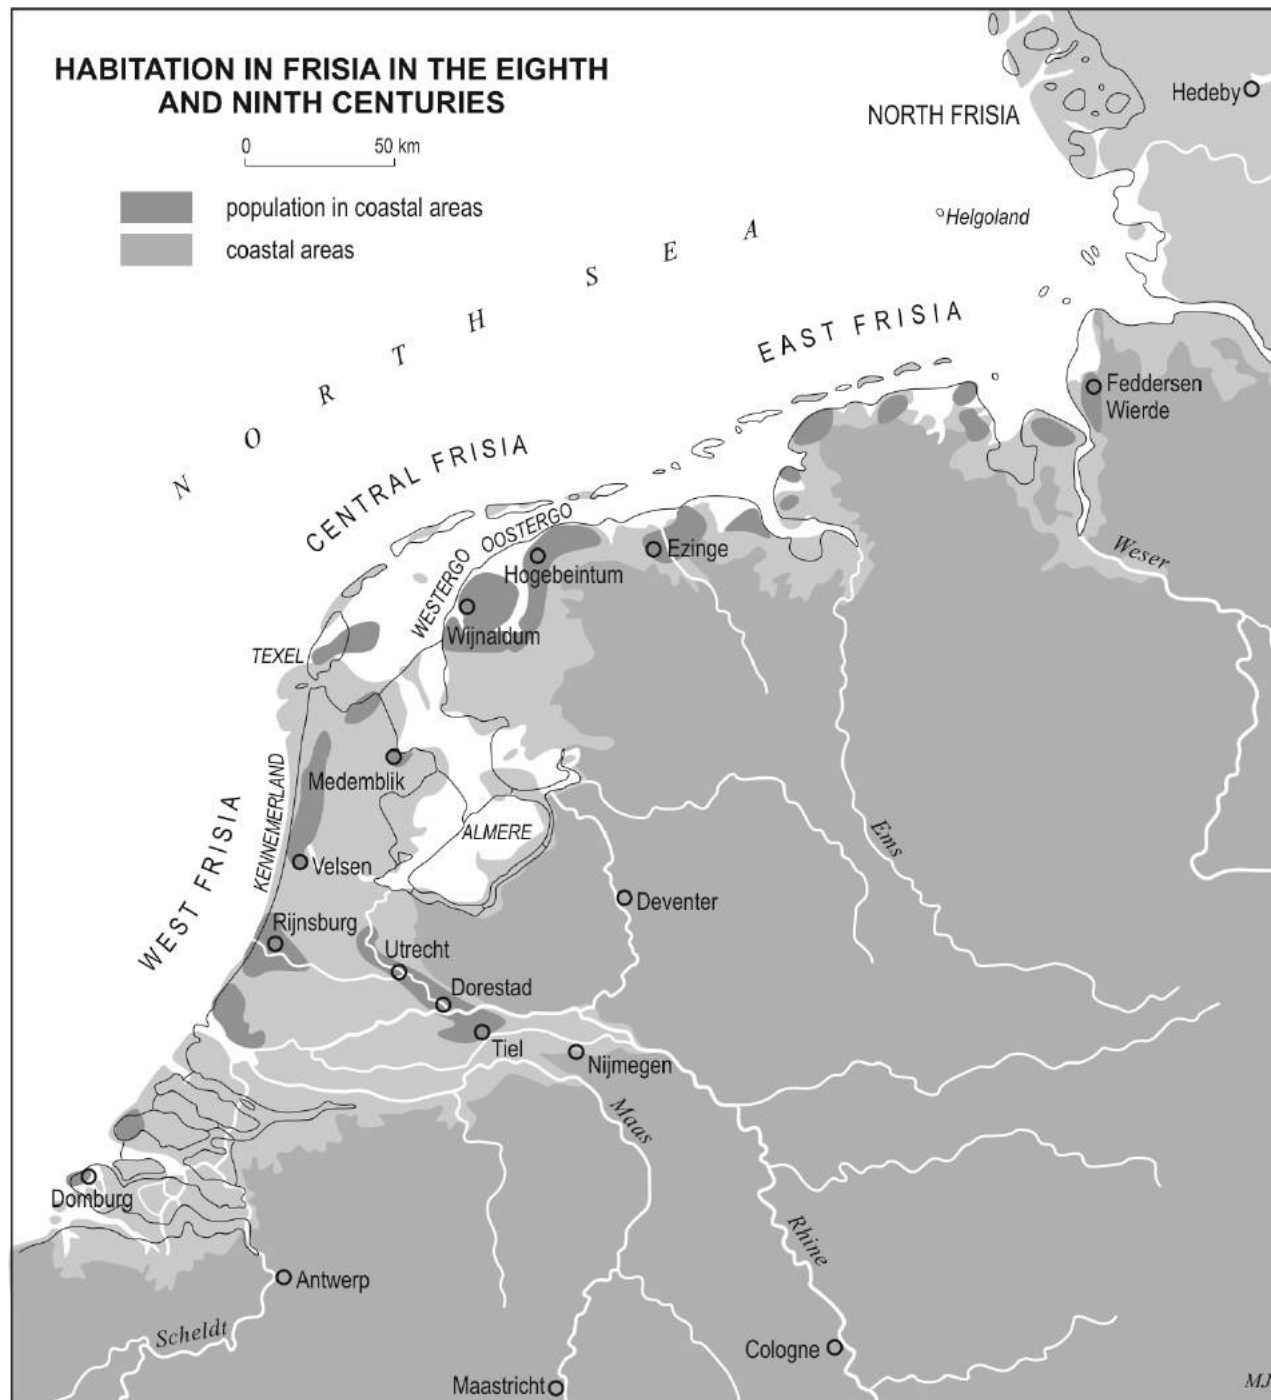 HABITATION IN FRISIA IN THE EIGHTH
AND NINTH CENTURIES
0 50 km
population in coastal areas
coastal areas
NORTH FRISIA
Hedeby
Helgoland
NORTH SEA
EAST FRISIA
Feddersen
Wierde
CENTRAL FRISIA
WESTERGO
OOSTERGO
Ezinge
Hogebeintum
Weser
Wijnaldum
TEXEL
Medemblik
KENNEMERLAND
ALMERE
Ems
WEST FRISIA
Velsen
Deventer
Rijnsburg
Utrecht
Dorestad
Tiel
Nijmegen
Maas
Domburg
Rhine
Antwerp
Scheldt
Cologne
Maastricht